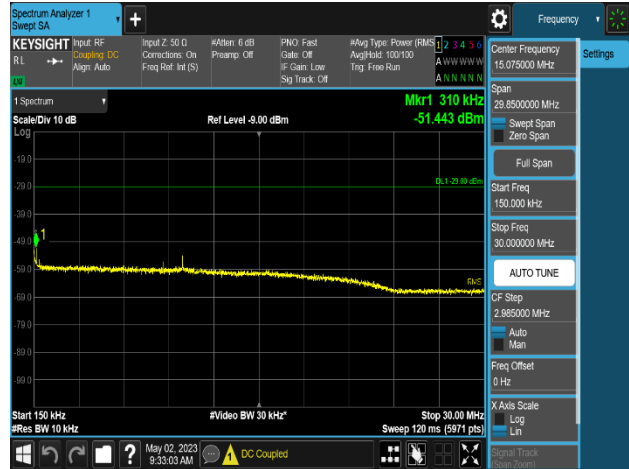 Spectrum Analyzer 1
Swept SA
Frequency
KEYSIGHT
RL
Input: RF
Coupling: DC
Align: Auto
Input Z: 50 Ω
Corrections: On
Freq Ref: Int (S)
#Atten: 6 dB
Preamp: Off
PNO: Fast
Gate: Off
IF Gain: Low
Sig Track: Off
#Avg Type: Power (RMS)
Avg|Hold: 100/100
Trig: Free Run
1 2 3 4 5 6
A W W W W W
A N N N N N
LW
1 Spectrum
Scale/Div 10 dB
Log
Ref Level -9.00 dBm
Mkr1 310 kHz
-51.443 dBm
-19.0
-29.0
DL1 -29.00 dBm
-39.0
1
-49.0
-59.0
RMS
-69.0
-79.0
-89.0
-99.0
Start 150 kHz
#Video BW 30 kHz*
Stop 30.00 MHz
#Res BW 10 kHz
Sweep 120 ms (5971 pts)
May 02, 2023
9:33:03 AM
DC Coupled
Settings
Center Frequency
15.075000 MHz
Span
29.8500000 MHz
Swept Span
Zero Span
Full Span
Start Freq
150.000 kHz
Stop Freq
30.000000 MHz
AUTO TUNE
CF Step
2.985000 MHz
Auto
Man
Freq Offset
0 Hz
X Axis Scale
Log
Lin
Signal Track
(Span Zoom)